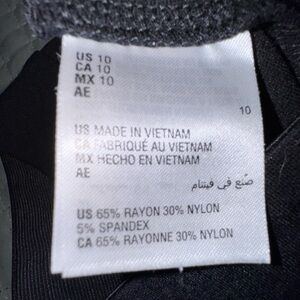 US 10
CA 10
MX 10
AE
10
US MADE IN VIETNAM
CA FABRIQUÉ AU VIETNAM
MX HECHO EN VIETNAM
AE
صُنع في فيتنام
US 65% RAYON 30% NYLON
5% SPANDEX
CA 65% RAYONNE 30% NYLON